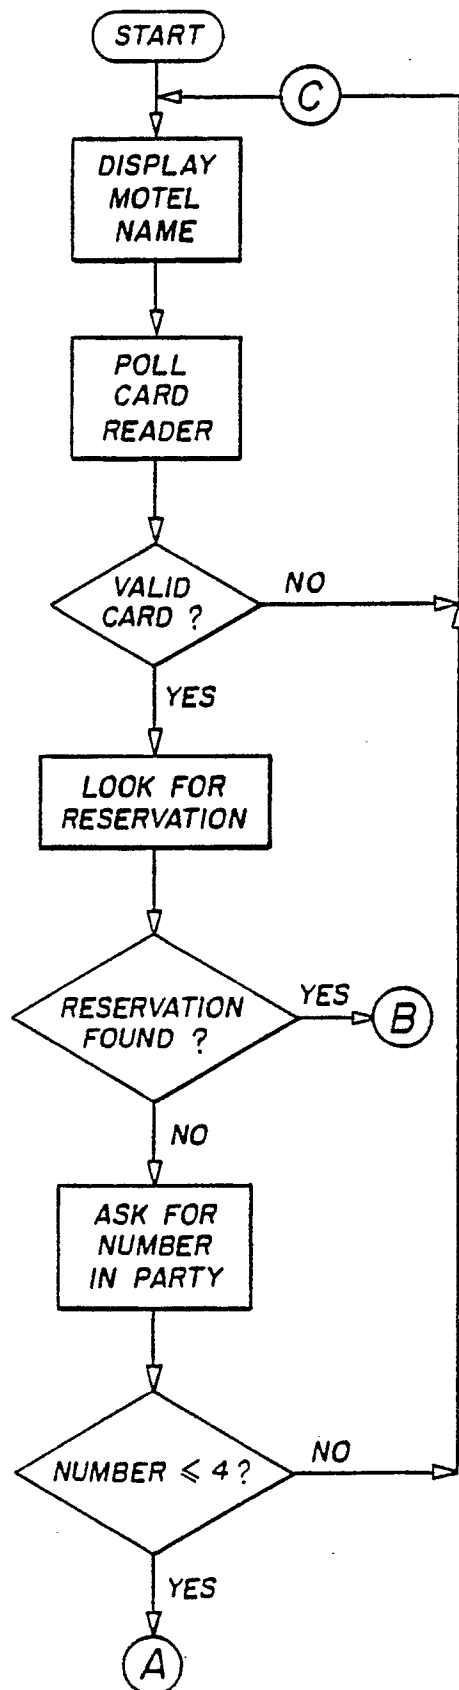 START
C
DISPLAY
MOTEL
NAME
POLL
CARD
READER
VALID
CARD ?
NO
YES
LOOK FOR
RESERVATION
RESERVATION
FOUND ?
YES
B
NO
ASK FOR
NUMBER
IN PARTY
NUMBER ⩽ 4 ?
NO
YES
A